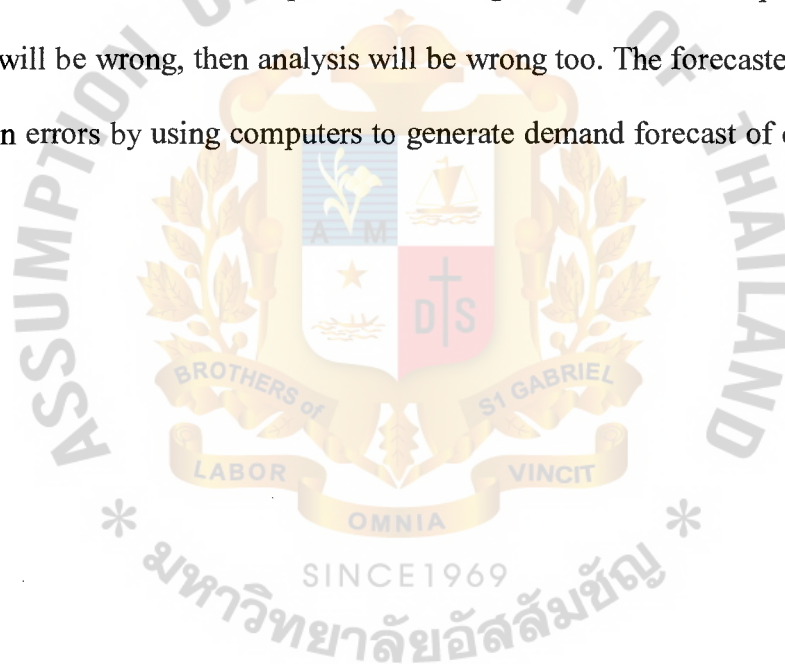 will be wrong, then analysis will be wrong too. The forecaste
n errors by using computers to generate demand forecast of
ASSUMPTION
OF THAILAND
A M
D S
BROTHERS of
S1 GABRIEL
LABOR
VINCIT
OMNIA
SINCE1969
มหาวิทยาลัยอัสสัมชัญ